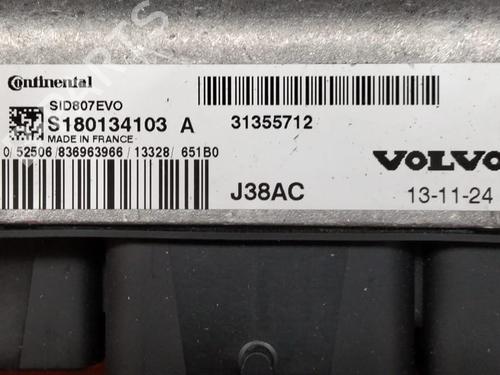 Continental
SID807EVO
S180134103 A
MADE IN FRANCE
0/52506/836963966/13328/651B0
31355712
J38AC
VOLVO
13-11-24